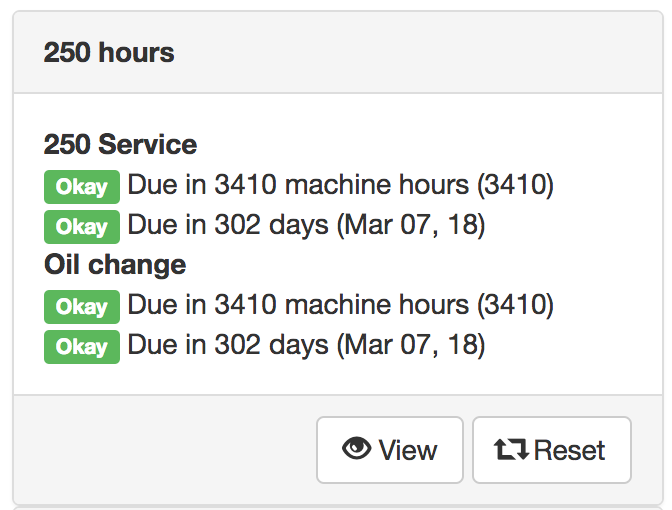 250 hours
250 Service
Okay Due in 3410 machine hours (3410)
Okay Due in 302 days (Mar 07, 18)
Oil change
Okay Due in 3410 machine hours (3410)
Okay Due in 302 days (Mar 07, 18)
View Reset